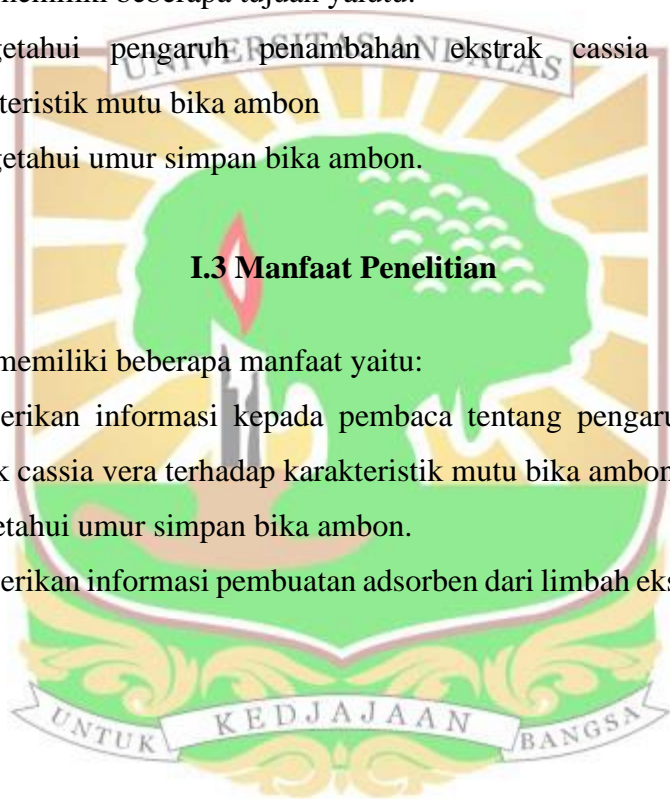 memiliki beberapa tujuan yaitu:
getahui pengaruh penambahan ekstrak cassia
UNIVERSITAS ANDALAS
teristik mutu bika ambon
getahui umur simpan bika ambon.
I.3 Manfaat Penelitian
memiliki beberapa manfaat yaitu:
erikan informasi kepada pembaca tentang pengaru
k cassia vera terhadap karakteristik mutu bika ambon
etahui umur simpan bika ambon.
erikan informasi pembuatan adsorben dari limbah eks
UNTUK KEDJAJAAN BANGSA